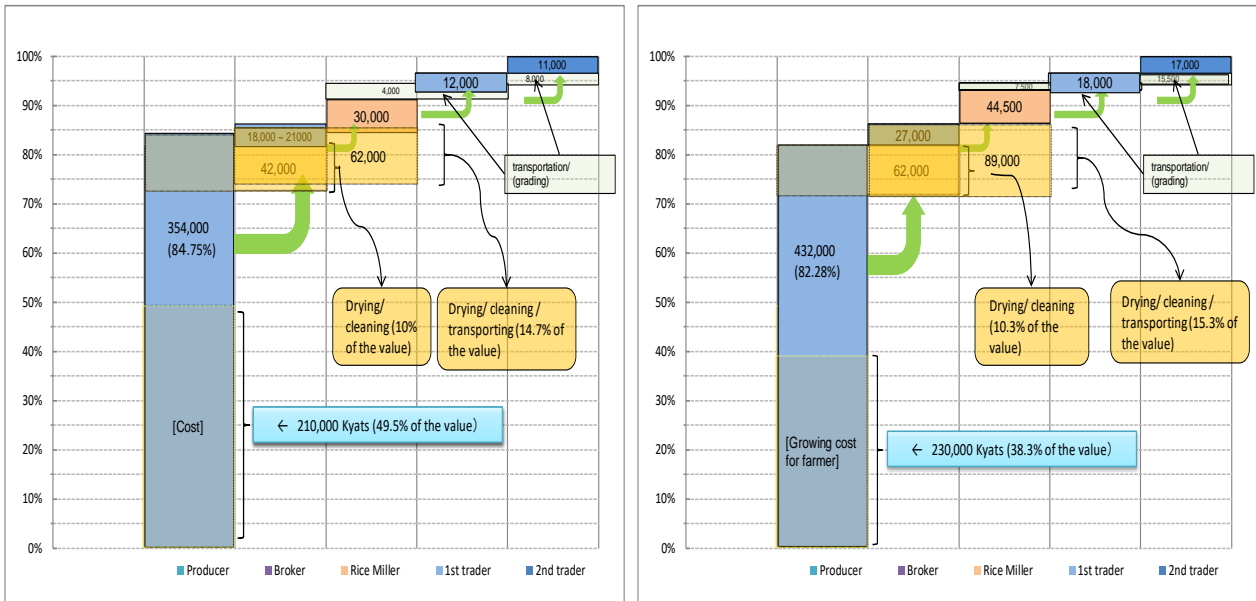 100%
90%
80%
70%
60%
50%
40%
30%
20%
10%
0%
354,000
(84.75%)
[Cost]
18,000 ~ 21000
42,000
4,000
30,000
62,000
12,000
11,000
8,000
transportation/
(grading)
Drying/
cleaning (10%
of the value)
Drying/ cleaning /
transporting (14.7% of
the value)
← 210,000 Kyats (49.5% of the value)
Producer
Broker
Rice Miller
1st trader
2nd trader
100%
90%
80%
70%
60%
50%
40%
30%
20%
10%
0%
432,000
(82.28%)
[Growing cost
for farmer]
27,000
62,000
7,500
44,500
89,000
18,000
17,000
15,500
transportation/
(grading)
Drying/ cleaning
(10.3% of the
value)
Drying/ cleaning /
transporting (15.3% of
the value)
← 230,000 Kyats (38.3% of the value)
Producer
Broker
Rice Miller
1st trader
2nd trader